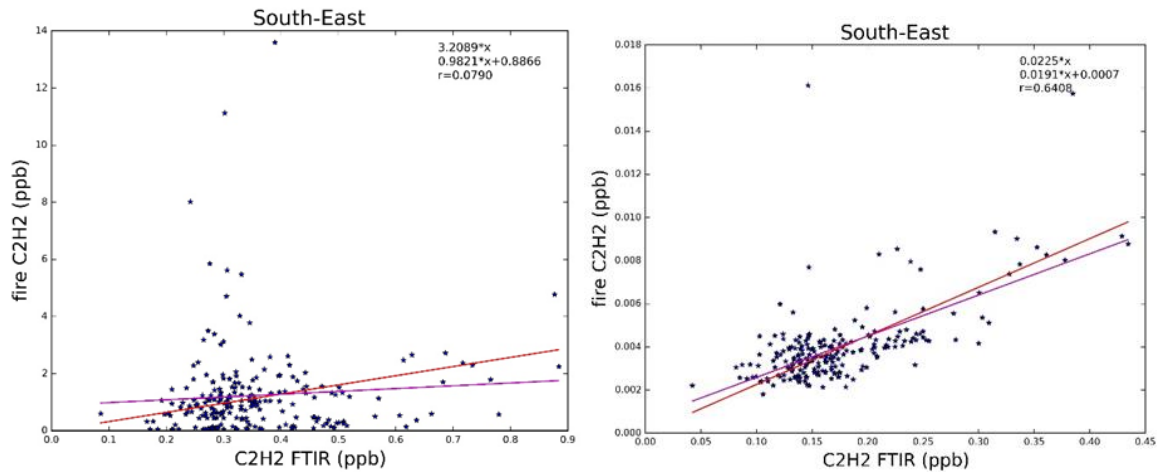 South-East
3.2089*x
0.9821*x+0.8866
r=0.0790
14
12
10
8
6
4
2
0
fire C2H2 (ppb)
0.0 0.1 0.2 0.3 0.4 0.5 0.6 0.7 0.8 0.9
C2H2 FTIR (ppb)
South-East
0.0225*x
0.0191*x+0.0007
r=0.6408
0.018
0.016
0.014
0.012
0.010
0.008
0.006
0.004
0.002
0.000
fire C2H2 (ppb)
0.00 0.05 0.10 0.15 0.20 0.25 0.30 0.35 0.40 0.45
C2H2 FTIR (ppb)